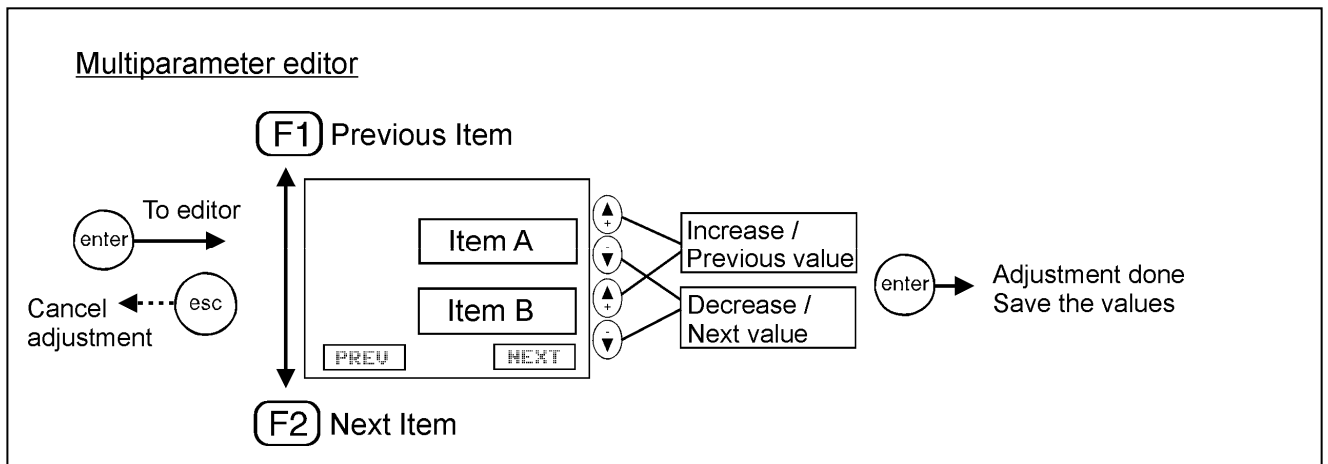 Multiparameter editor
F1 Previous Item
To editor
enter
esc
Cancel
adjustment
Item A
Item B
PREV NEXT
+
-
+
-
Increase /
Previous value
Decrease /
Next value
enter
Adjustment done
Save the values
F2 Next Item